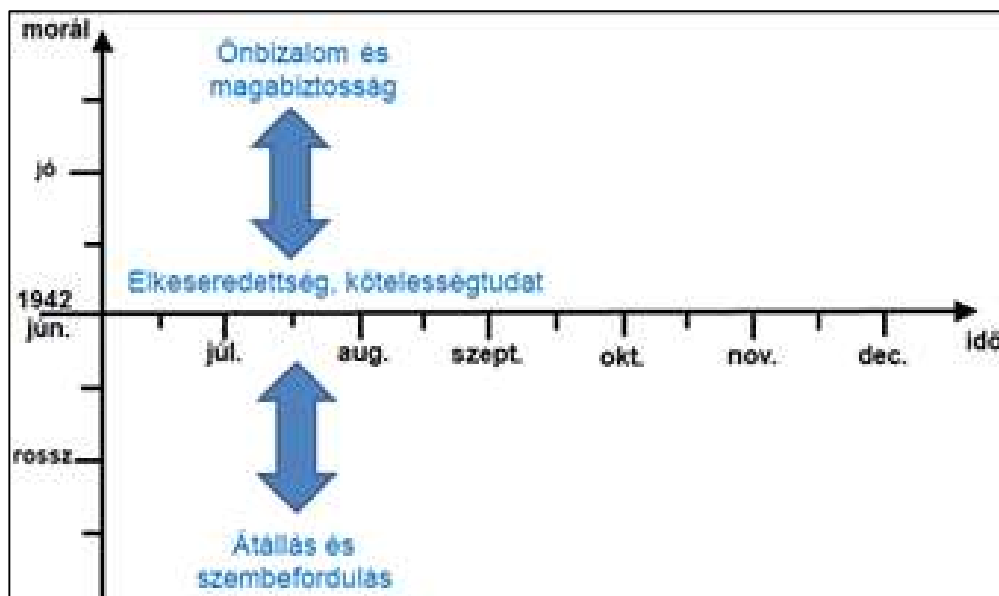 morál
Önbizalom és
magabiztosság
jó
Elkeseredettség, kötelességtudat
1942
jún.
júl.
aug.
szept.
okt.
nov.
dec.
idő
rossz
Átállás és
szembefordulás